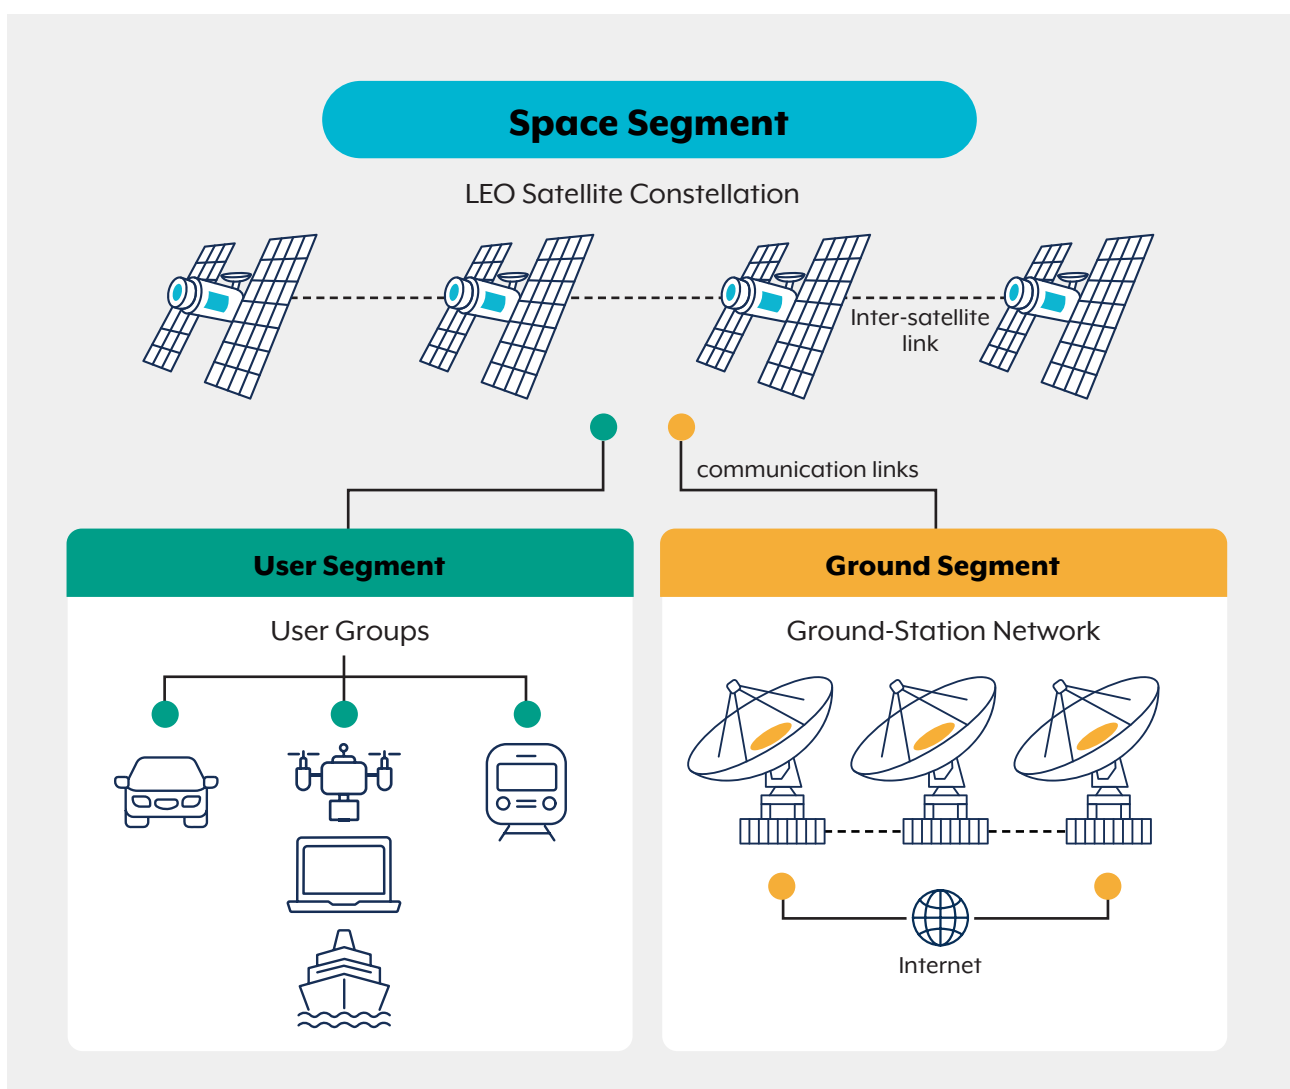 Space Segment
LEO Satellite Constellation
Inter-satellite
link
communication links
User Segment
User Groups
Ground Segment
Ground-Station Network
Internet